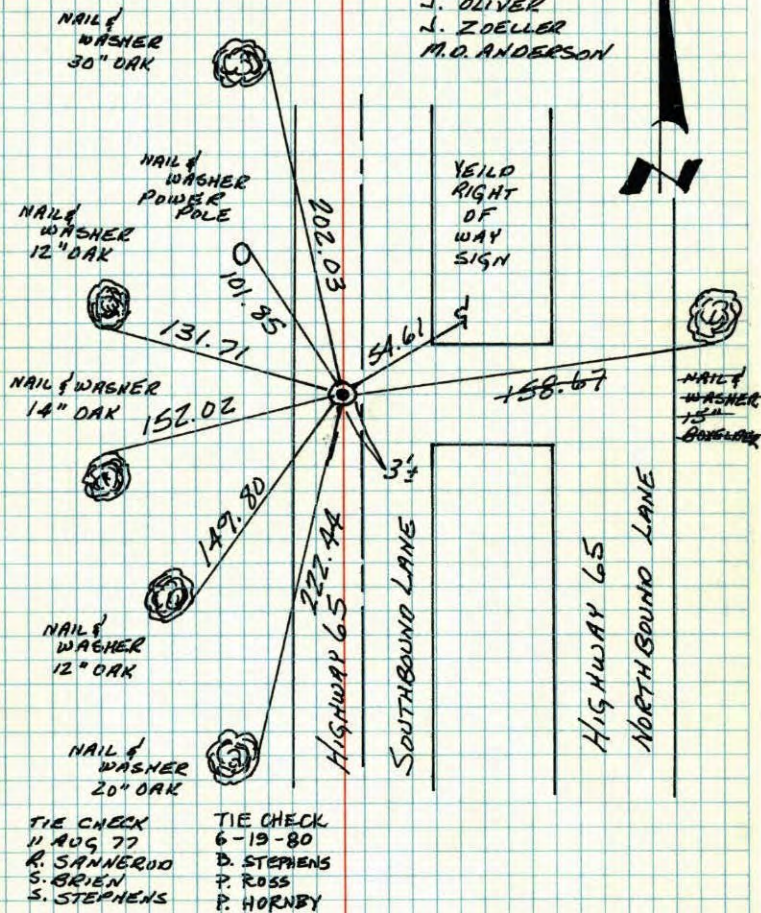 J. OLIVER
J. ZOELLER
M.D. ANDERSON
NAIL &
WASHER
30" OAK
N
NAIL &
WASHER
POWER
POLE
202.03
YEILD
RIGHT
OF
WAY
SIGN
NAIL &
WASHER
12" OAK
101.85
131.71
54.61
NAIL & WASHER
14" OAK
152.02
158.67
NAIL &
WASHER
15"
BOXELDER
3'±
149.80
222.44
HIGHWAY 65
SOUTHBOUND LANE
HIGHWAY 65
NORTHBOUND LANE
NAIL &
WASHER
12" OAK
NAIL &
WASHER
20" OAK
TIE CHECK
11 AUG 77
R. SANNERUD
S. BRIEN
S. STEPHENS
TIE CHECK
6-19-80
B. STEPHENS
P. ROSS
P. HORNBY